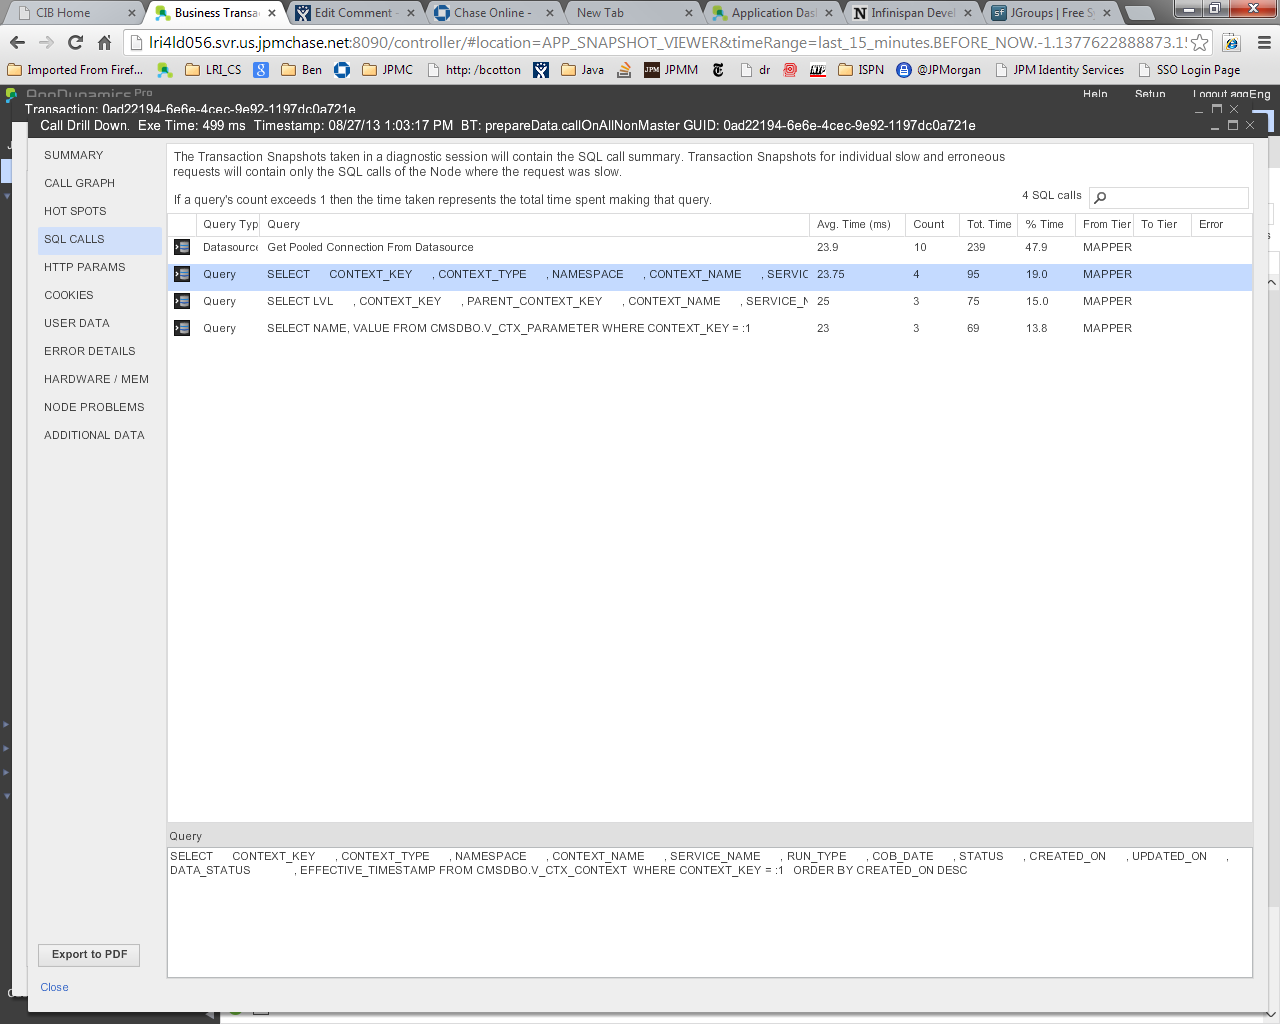 CIB Home
Business Transa
Edit Comment -
Chase Online -
New Tab
Application Das
Infinispan Devel
JGroups | Free S
lri4ld056.svr.us.jpmchase.net:8090/controller/#location=APP_SNAPSHOT_VIEWER&timeRange=last_15_minutes.BEFORE_NOW.-1.1377622888873.15
Imported From Firef...
LRI_CS
Ben
JPMC
http: /bcotton
Java
JPM JPMM
dr
ISPN
@JPMorgan
JPM Identity Services
SSO Login Page
AppDynamics Pro
Help Setup Logout appEng
Transaction: 0ad22194-6e6e-4cec-9e92-1197dc0a721e
Call Drill Down. Exe Time: 499 ms Timestamp: 08/27/13 1:03:17 PM BT: prepareData.callOnAllNonMaster GUID: 0ad22194-6e6e-4cec-9e92-1197dc0a721e
SUMMARY
CALL GRAPH
HOT SPOTS
SQL CALLS
HTTP PARAMS
COOKIES
USER DATA
ERROR DETAILS
HARDWARE / MEM
NODE PROBLEMS
ADDITIONAL DATA
The Transaction Snapshots taken in a diagnostic session will contain the SQL call summary. Transaction Snapshots for individual slow and erroneous
requests will contain only the SQL calls of the Node where the request was slow.
If a query's count exceeds 1 then the time taken represents the total time spent making that query.
4 SQL calls
Query Typ Query Avg. Time (ms) Count Tot. Time % Time From Tier To Tier Error
Datasource Get Pooled Connection From Datasource 23.9 10 239 47.9 MAPPER
Query SELECT CONTEXT_KEY , CONTEXT_TYPE , NAMESPACE , CONTEXT_NAME , SERVIC 23.75 4 95 19.0 MAPPER
Query SELECT LVL , CONTEXT_KEY , PARENT_CONTEXT_KEY , CONTEXT_NAME , SERVICE_N 25 3 75 15.0 MAPPER
Query SELECT NAME, VALUE FROM CMSDBO.V_CTX_PARAMETER WHERE CONTEXT_KEY = :1 23 3 69 13.8 MAPPER
Query
SELECT CONTEXT_KEY , CONTEXT_TYPE , NAMESPACE , CONTEXT_NAME , SERVICE_NAME , RUN_TYPE , COB_DATE , STATUS , CREATED_ON , UPDATED_ON ,
DATA_STATUS , EFFECTIVE_TIMESTAMP FROM CMSDBO.V_CTX_CONTEXT WHERE CONTEXT_KEY = :1 ORDER BY CREATED_ON DESC
Export to PDF
Close